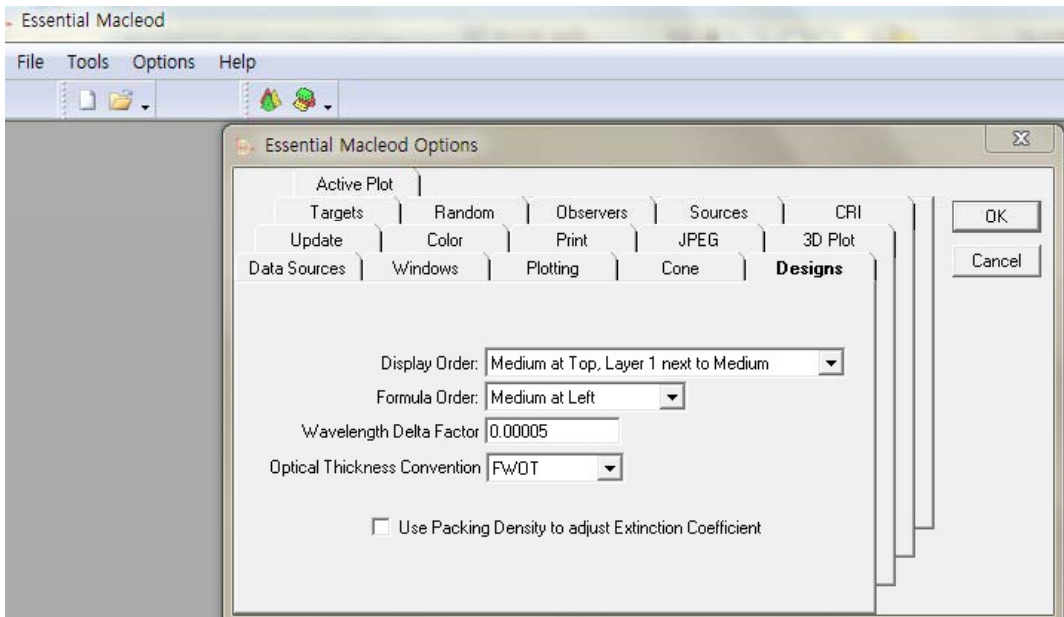 Essential Macleod
File Tools Options Help
Essential Macleod Options
Active Plot
Targets Random Observers Sources CRI
Update Color Print JPEG 3D Plot
Data Sources Windows Plotting Cone Designs
OK
Cancel
Display Order: Medium at Top, Layer 1 next to Medium
Formula Order: Medium at Left
Wavelength Delta Factor 0.00005
Optical Thickness Convention FWOT
Use Packing Density to adjust Extinction Coefficient